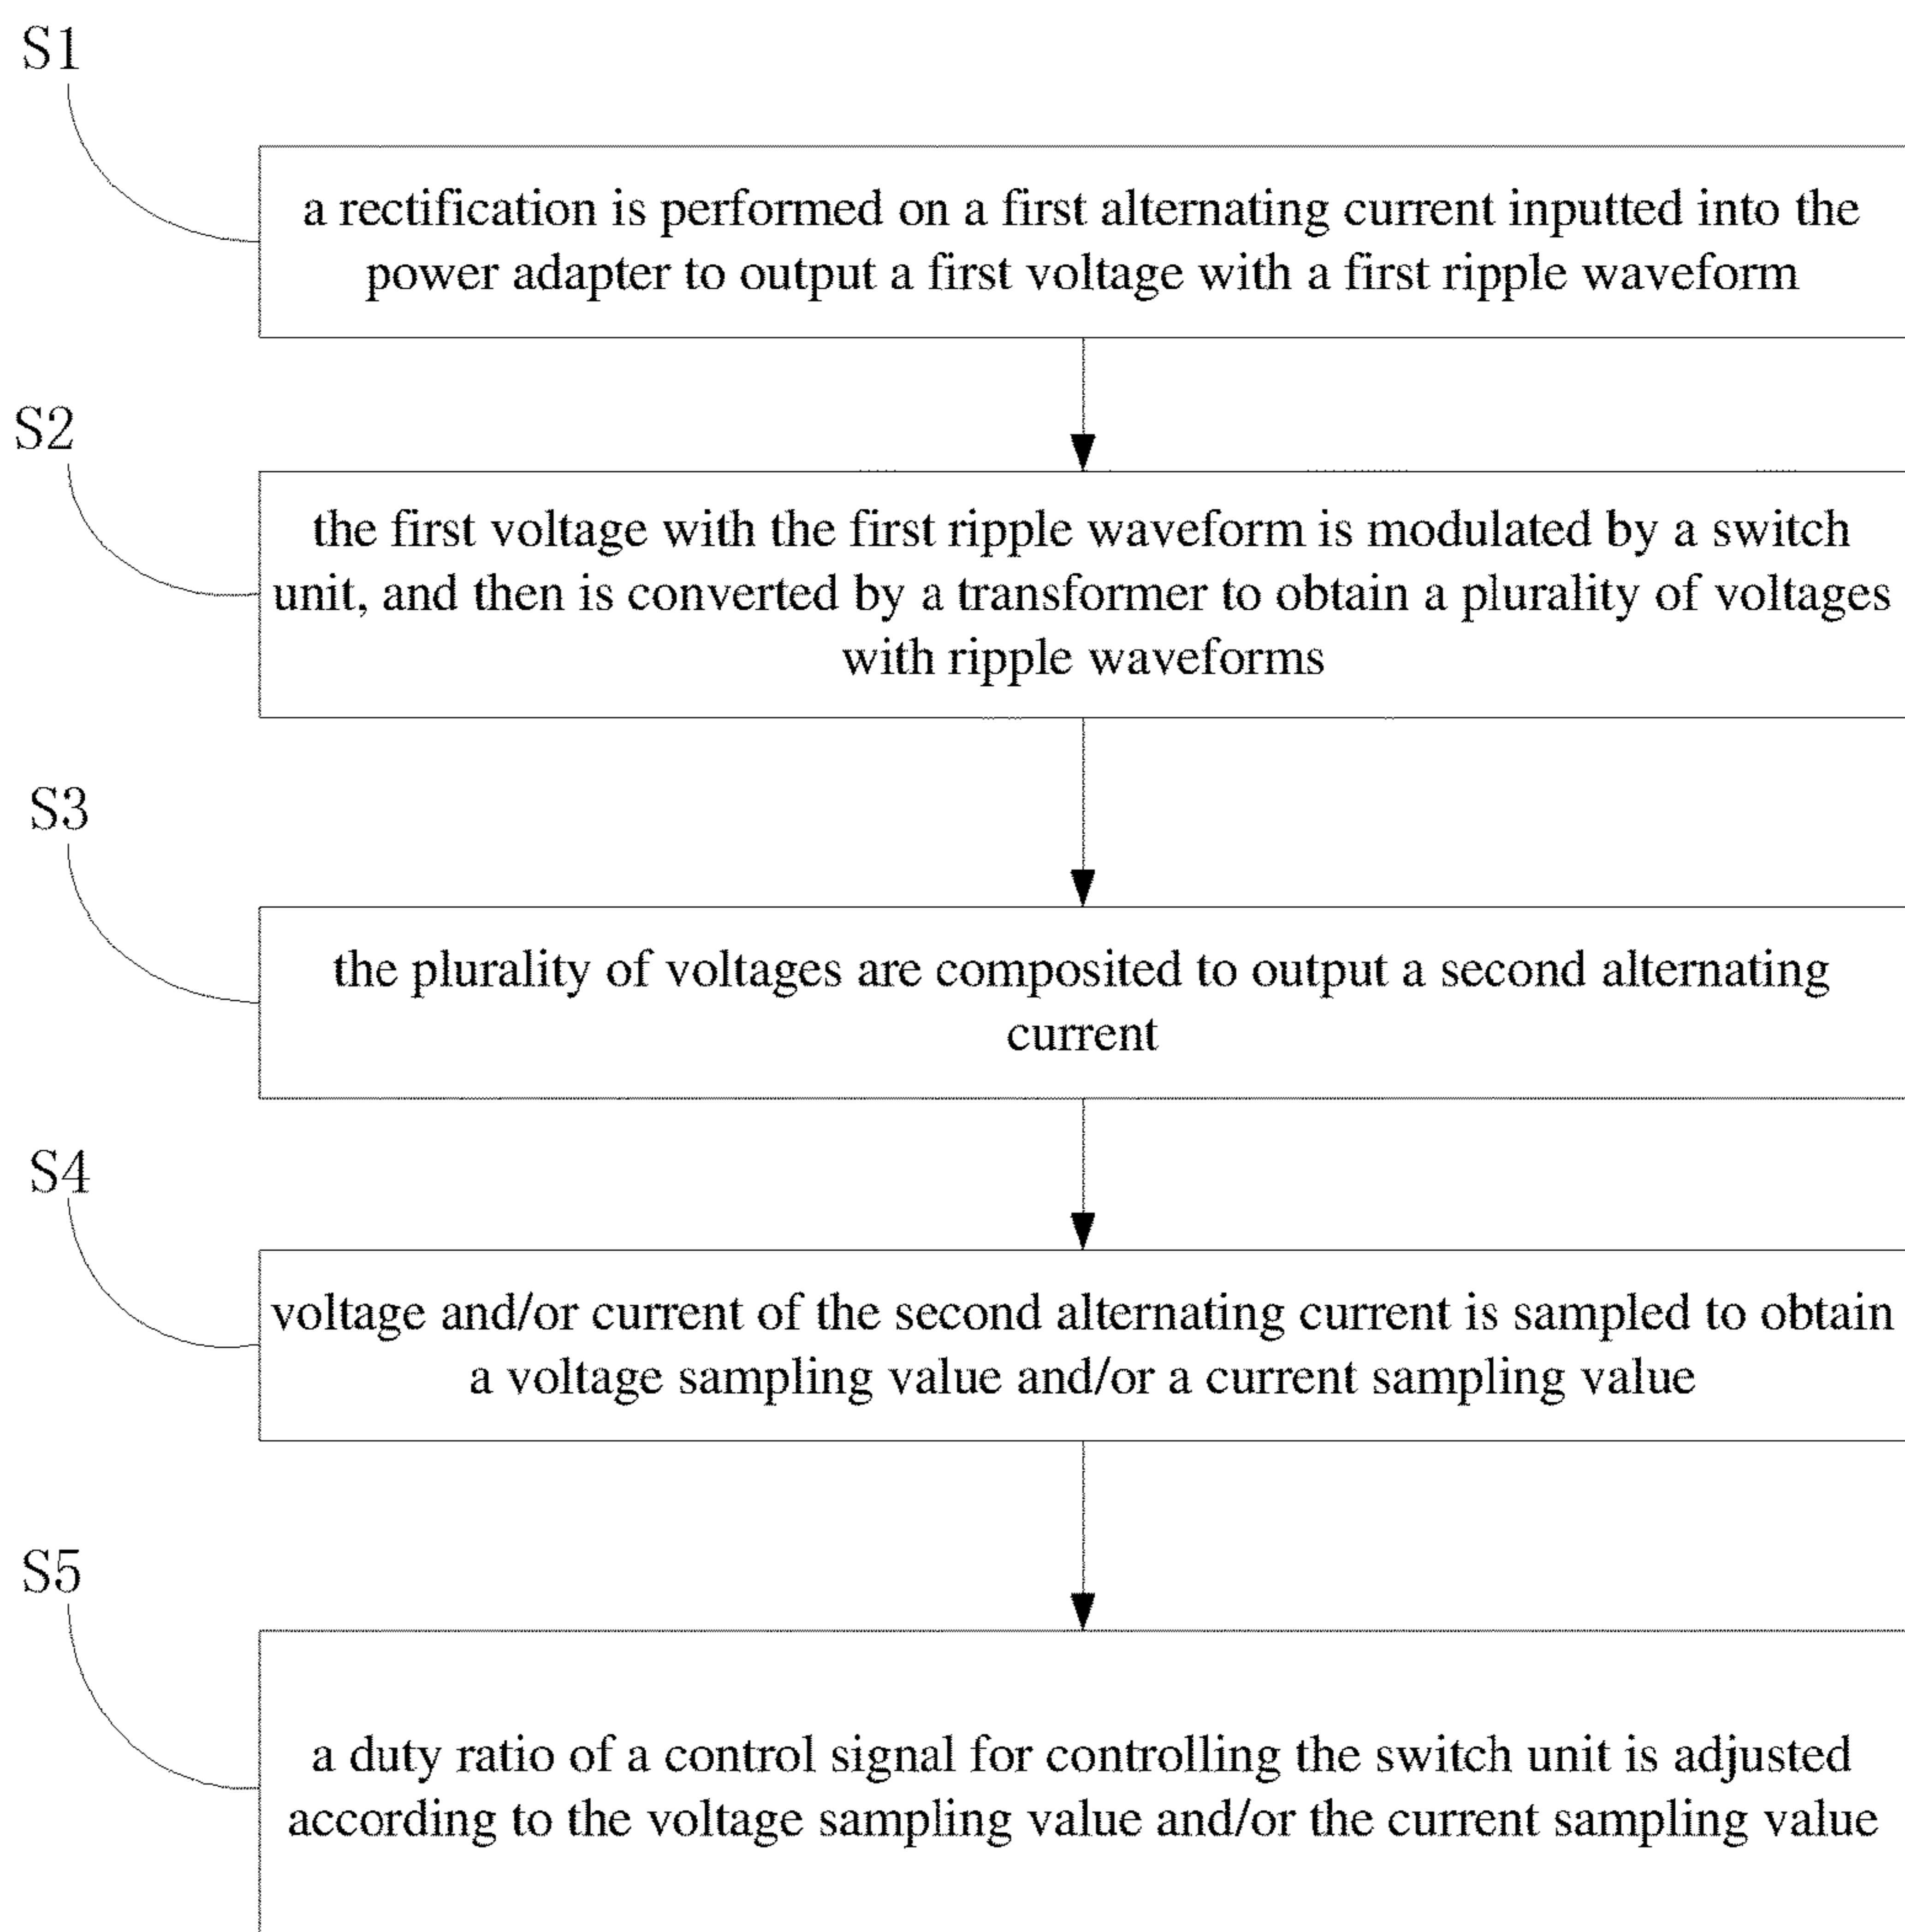 S1
a rectification is performed on a first alternating current inputted into the
power adapter to output a first voltage with a first ripple waveform
S2
the first voltage with the first ripple waveform is modulated by a switch
unit, and then is converted by a transformer to obtain a plurality of voltages
with ripple waveforms
S3
the plurality of voltages are composited to output a second alternating
current
S4
voltage and/or current of the second alternating current is sampled to obtain
a voltage sampling value and/or a current sampling value
S5
a duty ratio of a control signal for controlling the switch unit is adjusted
according to the voltage sampling value and/or the current sampling value